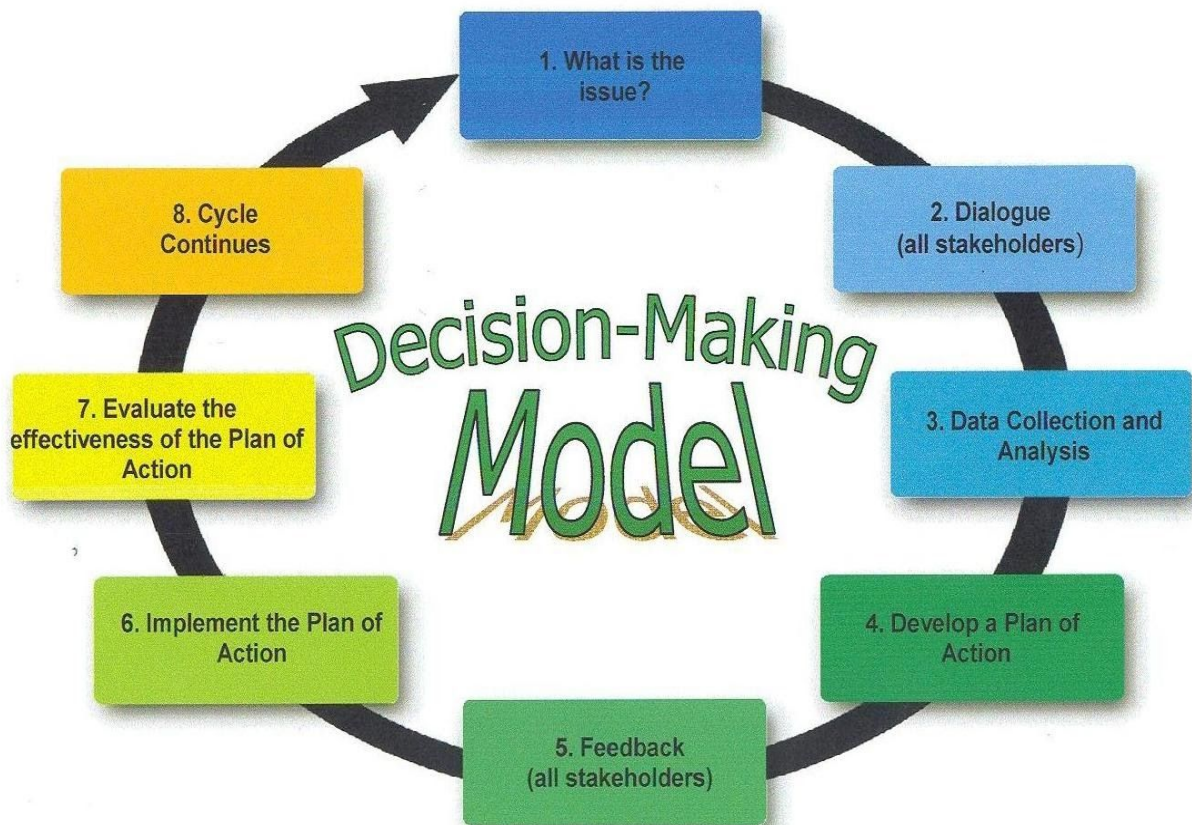 1. What is the
issue?
2. Dialogue
(all stakeholders)
3. Data Collection and
Analysis
4. Develop a Plan of
Action
5. Feedback
(all stakeholders)
6. Implement the Plan of
Action
7. Evaluate the
effectiveness of the Plan of
Action
8. Cycle
Continues
Decision-Making
Model